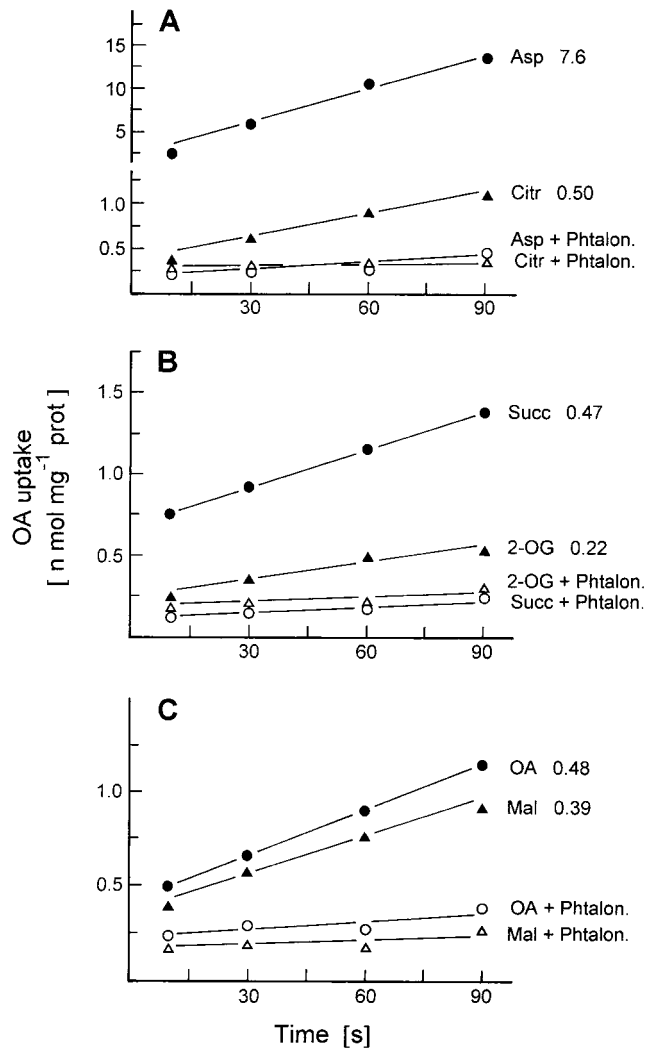 A
15
10
5
1.0
0.5
Asp 7.6
Citr 0.50
Asp + Phtalon.
Citr + Phtalon.
30 60 90
B
1.5
1.0
0.5
Succ 0.47
2-OG 0.22
2-OG + Phtalon.
Succ + Phtalon.
30 60 90
OA uptake
[ n mol mg⁻¹ prot ]
C
1.0
0.5
OA 0.48
Mal 0.39
OA + Phtalon.
Mal + Phtalon.
30 60 90
Time [s]